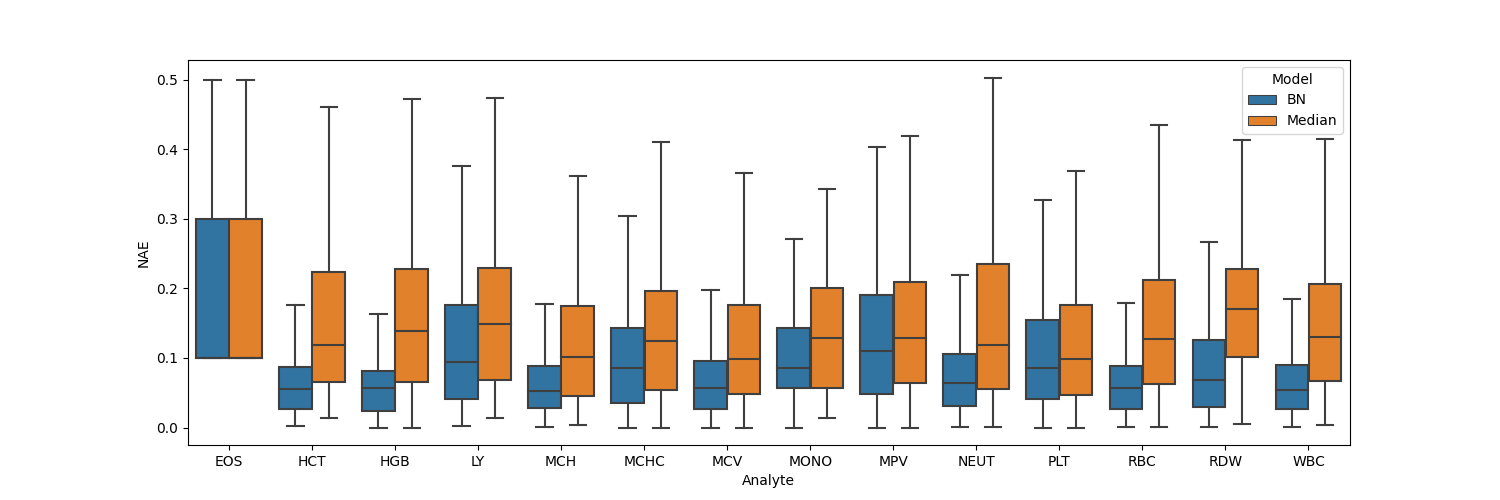 0.5
0.4
0.3
0.2
0.1
0.0
NAE
Model
BN
Median
EOS HCT HGB LY MCH MCHC MCV MONO MPV NEUT PLT RBC RDW WBC
Analyte